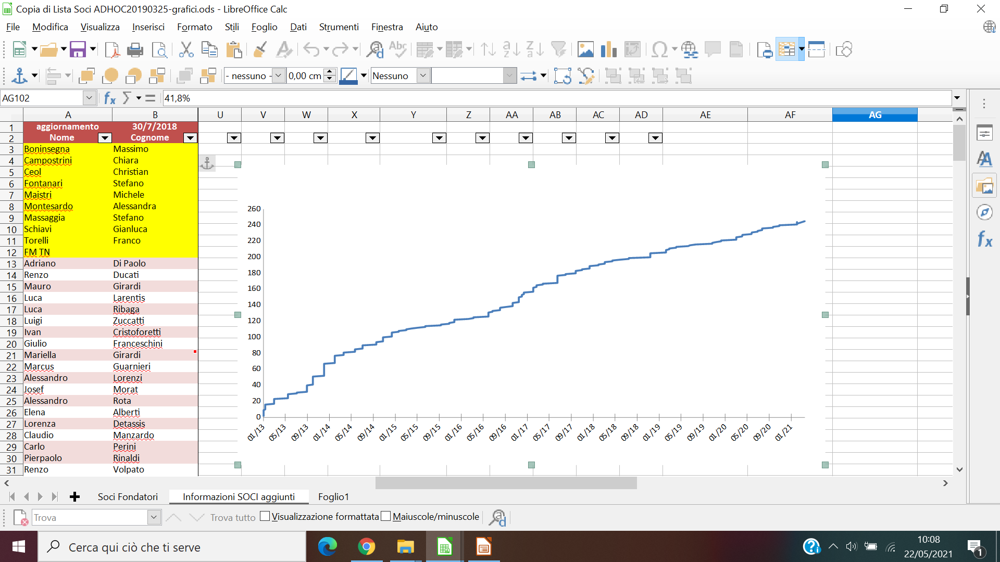 Copia di Lista Soci ADHOC20190325-grafici.ods - LibreOffice Calc
File Modifica Visualizza Inserisci Formato Stili Foglio Dati Strumenti Finestra Aiuto
- nessuno - 0,00 cm Nessuno
AG102 41,8%
A B U V W X Y Z AA AB AC AD AE AF AG
1 aggiornamento 30/7/2018
2 Nome Cognome
3 Boninsegna Massimo
4 Campostrini Chiara
5 Ceol Christian
6 Fontanari Stefano
7 Maistri Michele
8 Montesardo Alessandra
9 Massaggia Stefano
10 Schiavi Gianluca
11 Torelli Franco
12 FM TN
13 Adriano Di Paolo
14 Renzo Ducati
15 Mauro Girardi
16 Luca Larentis
17 Luca Ribaga
18 Luigi Zuccatti
19 Ivan Cristoforetti
20 Giulio Franceschini
21 Mariella Girardi
22 Marcus Guarnieri
23 Alessandro Lorenzi
24 Josef Morat
25 Alessandro Rota
26 Elena Alberti
27 Lorenza Detassis
28 Claudio Manzardo
29 Carlo Perini
30 Pierpaolo Rinaldi
31 Renzo Volpato
260
240
220
200
180
160
140
120
100
80
60
40
20
0
01/13 05/13 09/13 01/14 05/14 09/14 01/15 05/15 09/15 01/16 05/16 09/16 01/17 05/17 09/17 01/18 05/18 09/18 01/19 05/19 09/19 01/20 05/20 09/20 01/21
Soci Fondatori Informazioni SOCI aggiunti Foglio1
Trova Trova tutto Visualizzazione formattata Maiuscole/minuscole
Cerca qui ciò che ti serve
10:08
22/05/2021
1